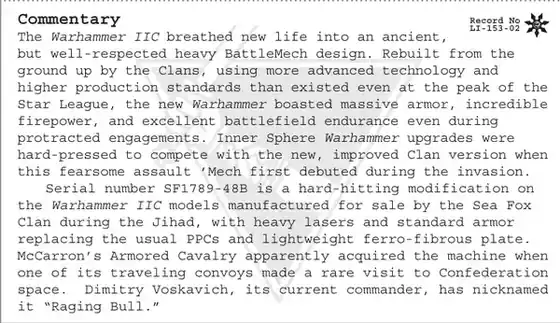 Commentary
Record No
LI-153-02
The Warhammer IIC breathed new life into an ancient,
but well-respected heavy BattleMech design. Rebuilt from the
ground up by the Clans, using more advanced technology and
higher production standards than existed even at the peak of the
Star League, the new Warhammer boasted massive armor, incredible
firepower, and excellent battlefield endurance even during
protracted engagements. Inner Sphere Warhammer upgrades were
hard-pressed to compete with the new, improved Clan version when
this fearsome assault 'Mech first debuted during the invasion.
Serial number SF1789-48B is a hard-hitting modification on
the Warhammer IIC models manufactured for sale by the Sea Fox
Clan during the Jihad, with heavy lasers and standard armor
replacing the usual PPCs and lightweight ferro-fibrous plate.
McCarron's Armored Cavalry apparently acquired the machine when
one of its traveling convoys made a rare visit to Confederation
space. Dimitry Voskavich, its current commander, has nicknamed
it “Raging Bull.”